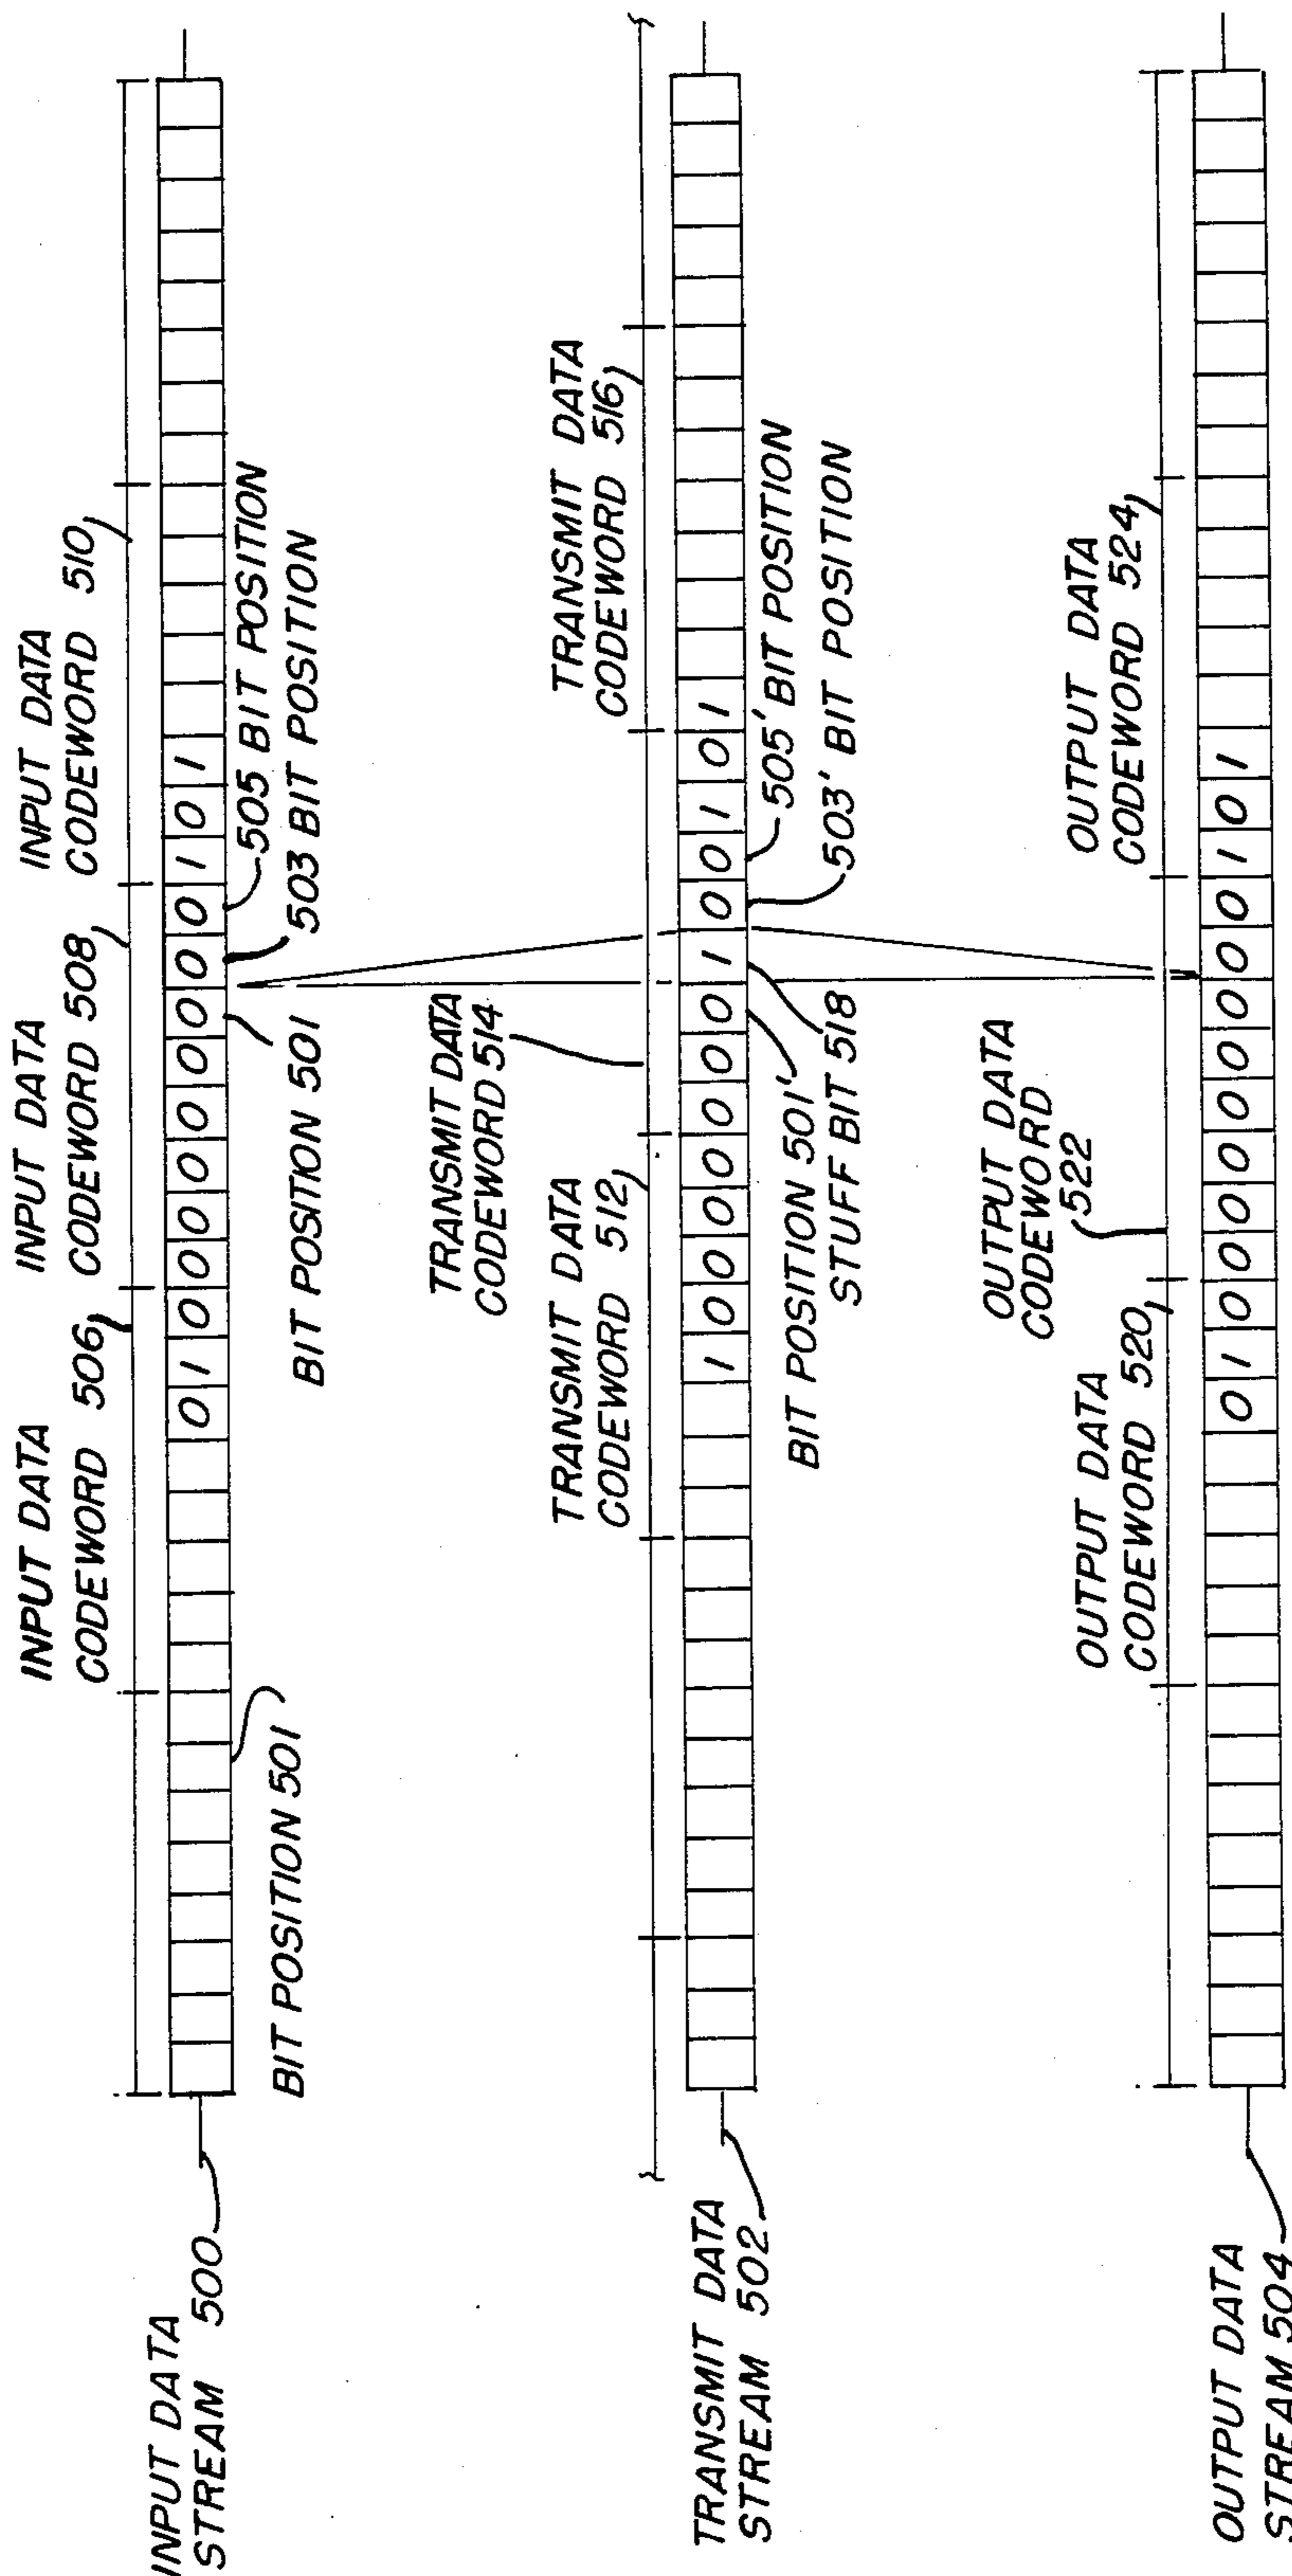 INPUT DATA
CODEWORD 506
INPUT DATA
CODEWORD 508
INPUT DATA
CODEWORD 510
INPUT DATA
STREAM 500
0 1 0 0 0 0 0 0 0 0 0 1 0 1
BIT POSITION 501
BIT POSITION 501
505 BIT POSITION
503 BIT POSITION
TRANSMIT DATA
CODEWORD 514
TRANSMIT DATA
CODEWORD 512
TRANSMIT DATA
CODEWORD 516
TRANSMIT DATA
STREAM 502
1 0 0 0 0 0 0 0 1 0 0 1 0 1
BIT POSITION 501'
STUFF BIT 518
505' BIT POSITION
503' BIT POSITION
OUTPUT DATA
CODEWORD
522
OUTPUT DATA
CODEWORD 520
OUTPUT DATA
CODEWORD 524
OUTPUT DATA
STREAM 504
0 1 0 0 0 0 0 0 0 0 0 1 0 1